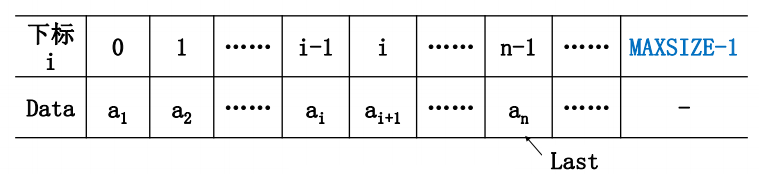 下标 0 1 …… i-1 i …… n-1 …… MAXSIZE-1
i
Data a₁ a₂ …… aᵢ aᵢ₊₁ …… aₙ …… -
Last